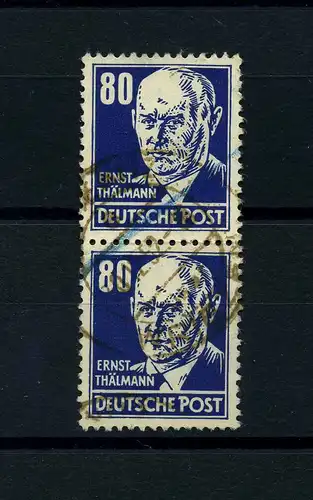 80
ERNST
THÄLMANN
DEUTSCHE POST
80
ERNST
THÄLMANN
DEUTSCHE POST